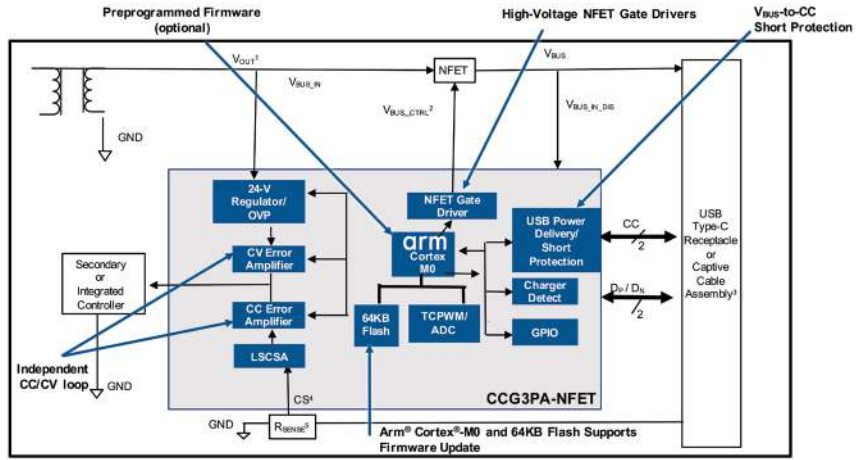 Preprogrammed Firmware
(optional)
High-Voltage NFET Gate Drivers
VBUS-to-CC
Short Protection
VOUT¹
VBUS_IN
NFET
VBUS
GND
VBUS_CTRL²
VBUS_IN_DIS
24-V
Regulator/
OVP
NFET Gate
Driver
USB Power
Delivery/
Short
Protection
CC
2
USB
Type-C
Receptacle
or
Captive
Cable
Assembly³
arm
Cortex
M0
CV Error
Amplifier
Secondary
or
Integrated
Controller
Charger
Detect
DP / DN
2
CC Error
Amplifier
64KB
Flash
TCPWM/
ADC
GPIO
LSCSA
Independent
CC/CV loop
GND
CS⁴
CCG3PA-NFET
GND
RSENSE⁵
Arm® Cortex®-M0 and 64KB Flash Supports
Firmware Update